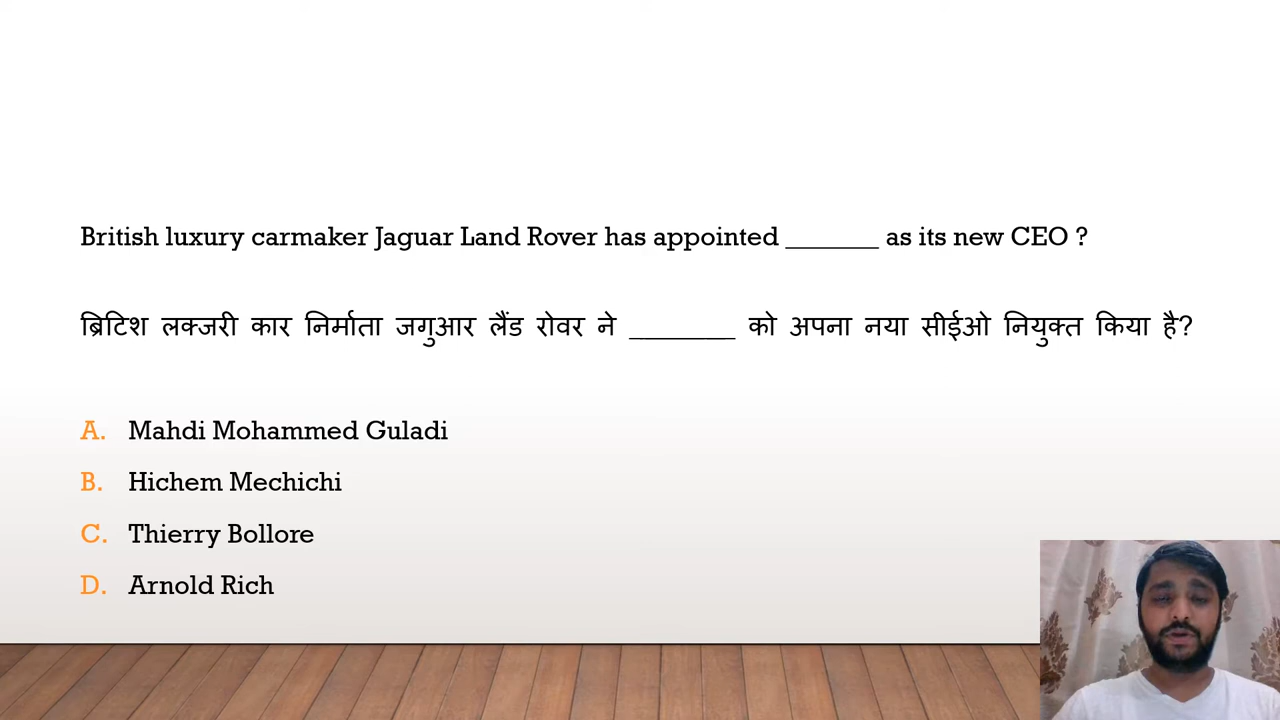 British luxury carmaker Jaguar Land Rover has appointed _______ as its new CEO ?
ब्रिटिश लक्जरी कार निर्माता जगुआर लैंड रोवर ने ________ को अपना नया सीईओ नियुक्त किया है?
A. Mahdi Mohammed Guladi
B. Hichem Mechichi
C. Thierry Bollore
D. Arnold Rich